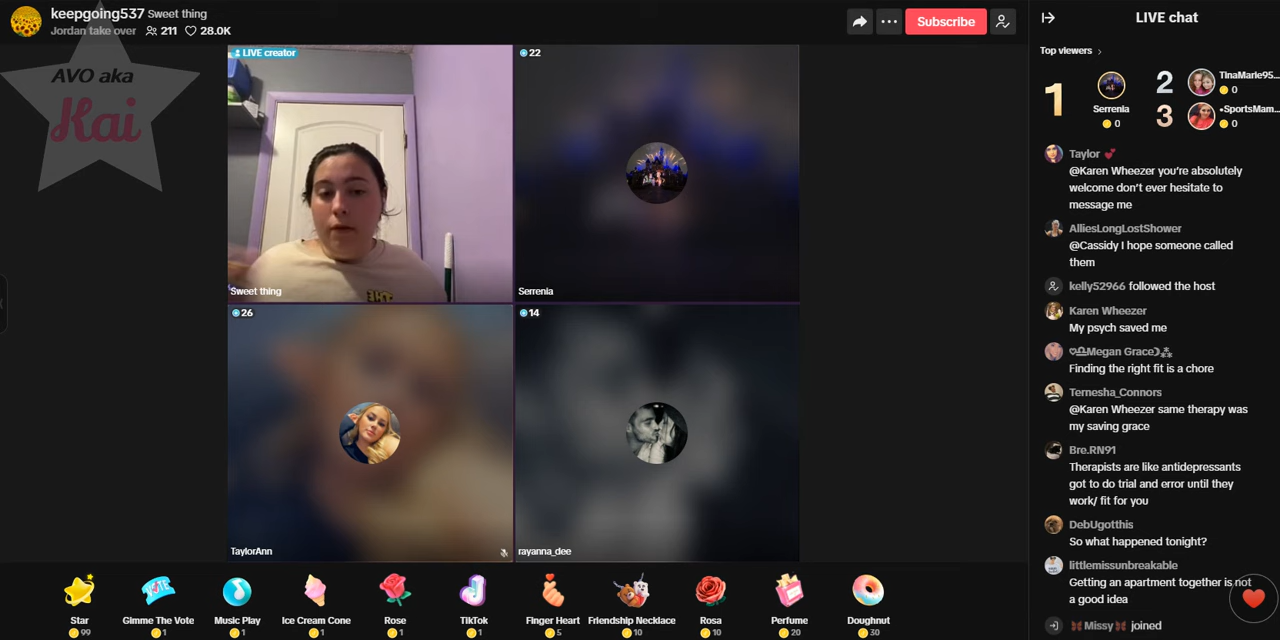 keepgoing537 Sweet thing
Jordan take over 211 28.0K
Subscribe
AVO aka
Kai
LIVE creator
Sweet thing
22
Serrenia
26
TaylorAnn
14
rayanna_dee
Star
99
Gimme The Vote
1
Music Play
1
Ice Cream Cone
1
Rose
1
TikTok
1
Finger Heart
5
Friendship Necklace
10
Rosa
10
Perfume
20
Doughnut
30
LIVE chat
Top viewers
1
Serrenia
0
2
TinaMarie95...
0
3
•SportsMam...
0
Taylor 💕
@Karen Wheezer you're absolutely
welcome don't ever hesitate to
message me
AlliesLongLostShower
@Cassidy I hope someone called
them
kelly52966 followed the host
Karen Wheezer
My psych saved me
♡♎Megan Grace☽⁂
Finding the right fit is a chore
Ternesha_Connors
@Karen Wheezer same therapy was
my saving grace
Bre.RN91
Therapists are like antidepressants
got to do trial and error until they
work/ fit for you
DebUgotthis
So what happened tonight?
littlemissunbreakable
Getting an apartment together is not
a good idea
🦋Missy🦋 joined